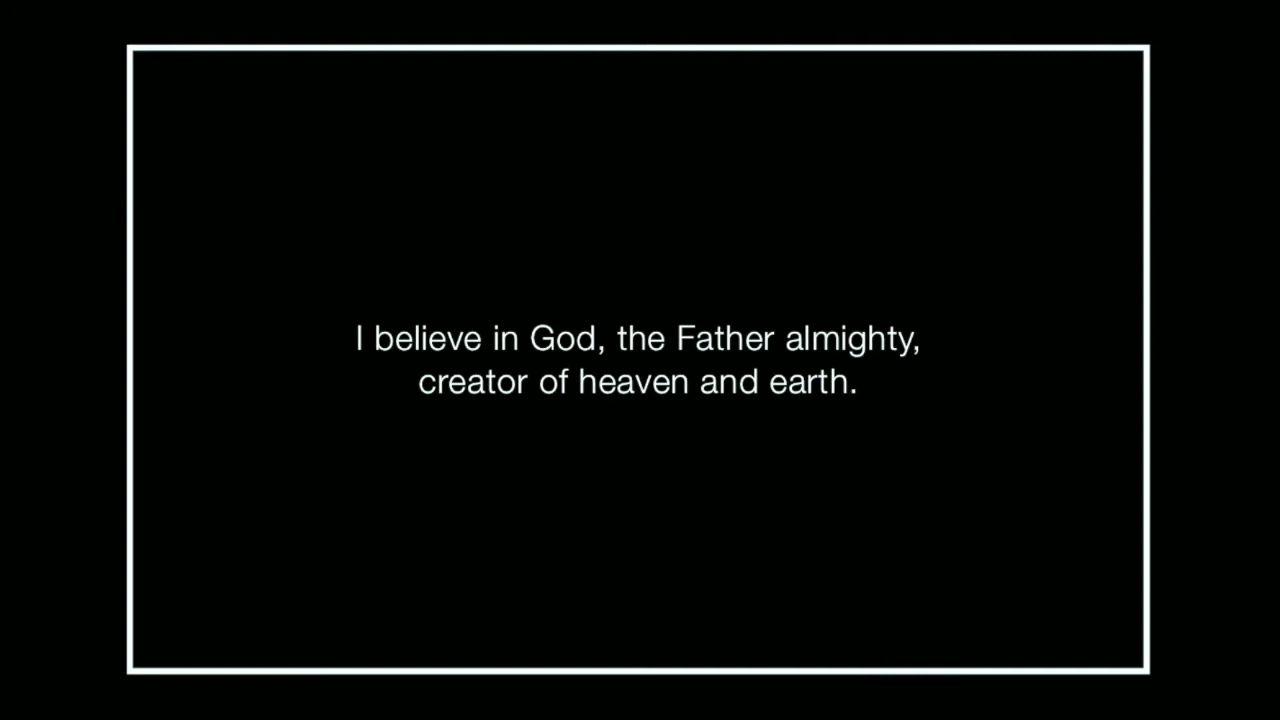 I believe in God, the Father almighty,
creator of heaven and earth.